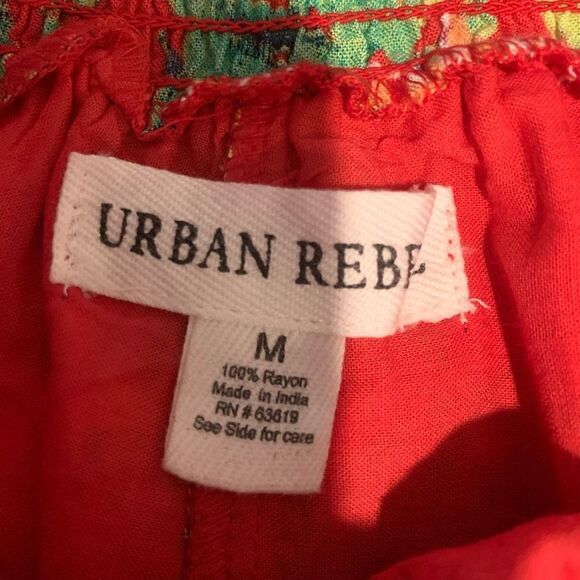 URBAN REBE
M
100% Rayon
Made in India
RN # 63619
See Side for care